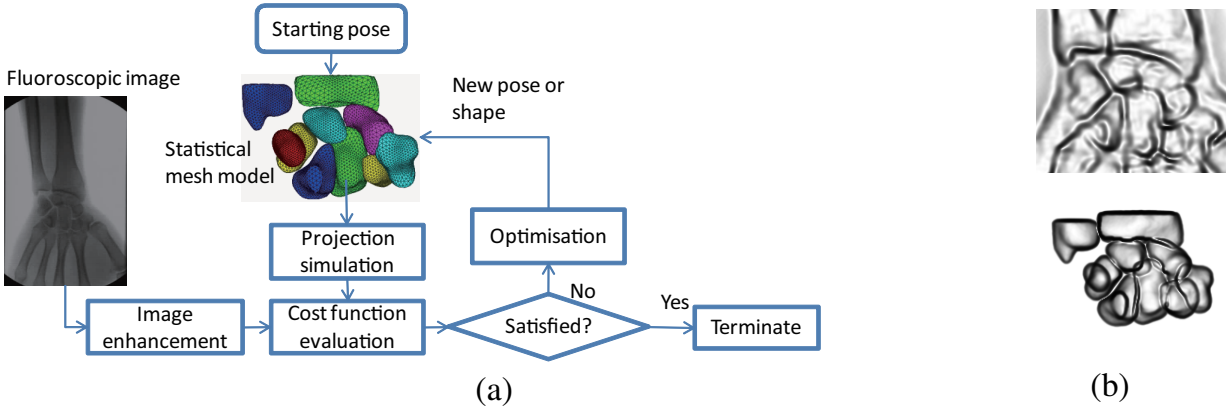 Starting pose
Fluoroscopic image
New pose or
shape
Statistical
mesh model
Projection
simulation
Optimisation
No
Yes
Image
enhancement
Cost function
evaluation
Satisfied?
Terminate
(a)
(b)